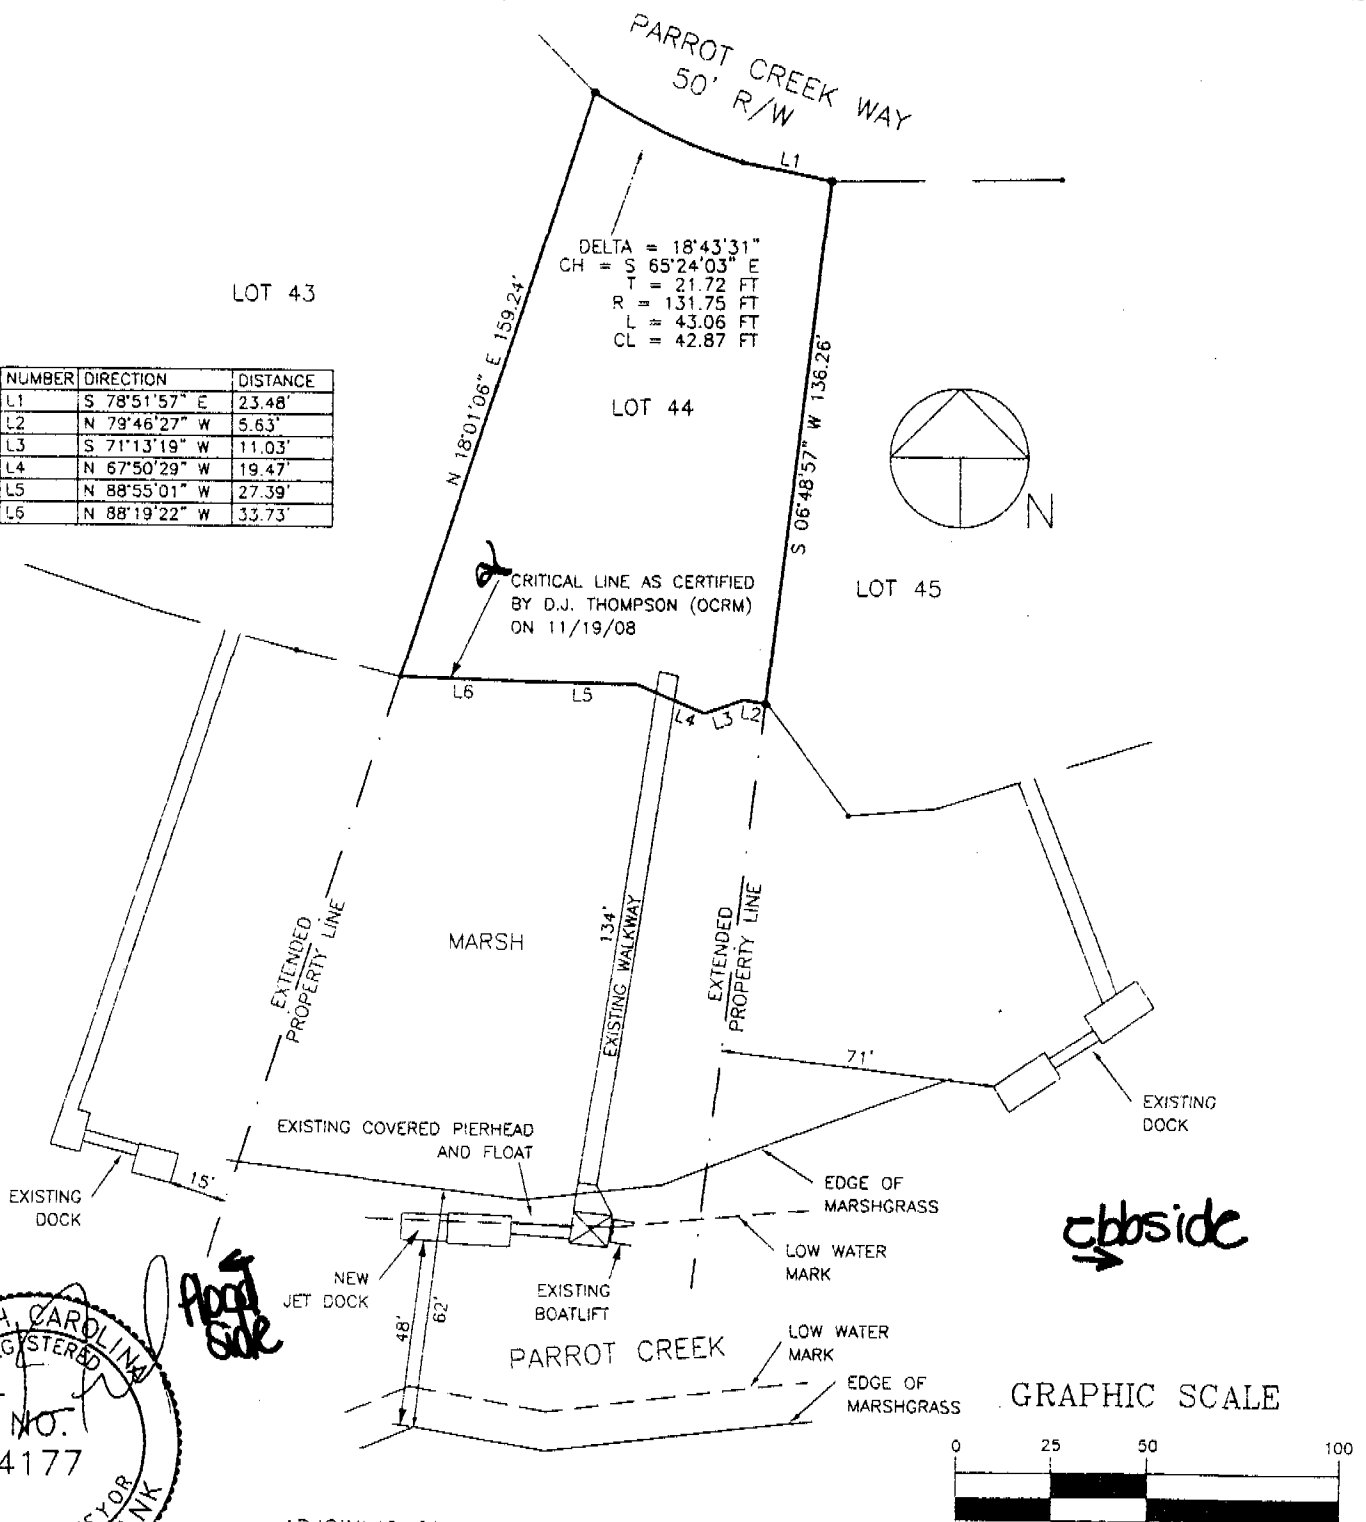 PARROT CREEK WAY
50' R/W
L1
DELTA = 18°43'31"
CH = S 65°24'03" E
T = 21.72 FT
R = 131.75 FT
L = 43.06 FT
CL = 42.87 FT
LOT 43
N 18°01'06" E 159.24'
S 06°48'57" W 136.26'
LOT 44
NUMBER DIRECTION DISTANCE
L1 S 78°51'57" E 23.48'
L2 N 79°46'27" W 5.63'
L3 S 71°13'19" W 11.03'
L4 N 67°50'29" W 19.47'
L5 N 88°55'01" W 27.39'
L6 N 88°19'22" W 33.73'
N
CRITICAL LINE AS CERTIFIED
BY D.J. THOMPSON (OCRM)
ON 11/19/08
LOT 45
L6
L5
L4
L3
L2
EXTENDED
PROPERTY LINE
MARSH
134'
EXISTING WALKWAY
EXTENDED
PROPERTY LINE
71'
EXISTING
DOCK
EXISTING COVERED PIERHEAD
AND FLOAT
15'
EXISTING
DOCK
EDGE OF
MARSHGRASS
ebbside
LOW WATER
MARK
NEW
JET DOCK
EXISTING
BOATLIFT
flood
side
48'
62'
PARROT CREEK
LOW WATER
MARK
EDGE OF
MARSHGRASS
CAROLINA
STERED
NO.
4177
EYOR
NK
GRAPHIC SCALE
0 25 50 100